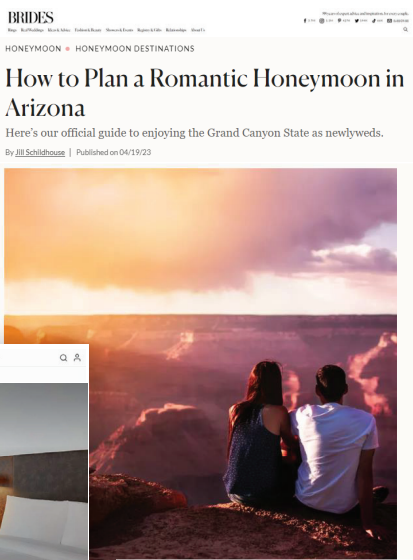 BRIDES
HONEYMOON
HONEYMOON DESTINATIONS
How to Plan a Romantic Honeymoon in
Arizona
Here's our official guide to enjoying the Grand Canyon State as newlyweds.
By Jill Schildhouse | Published on 04/19/23